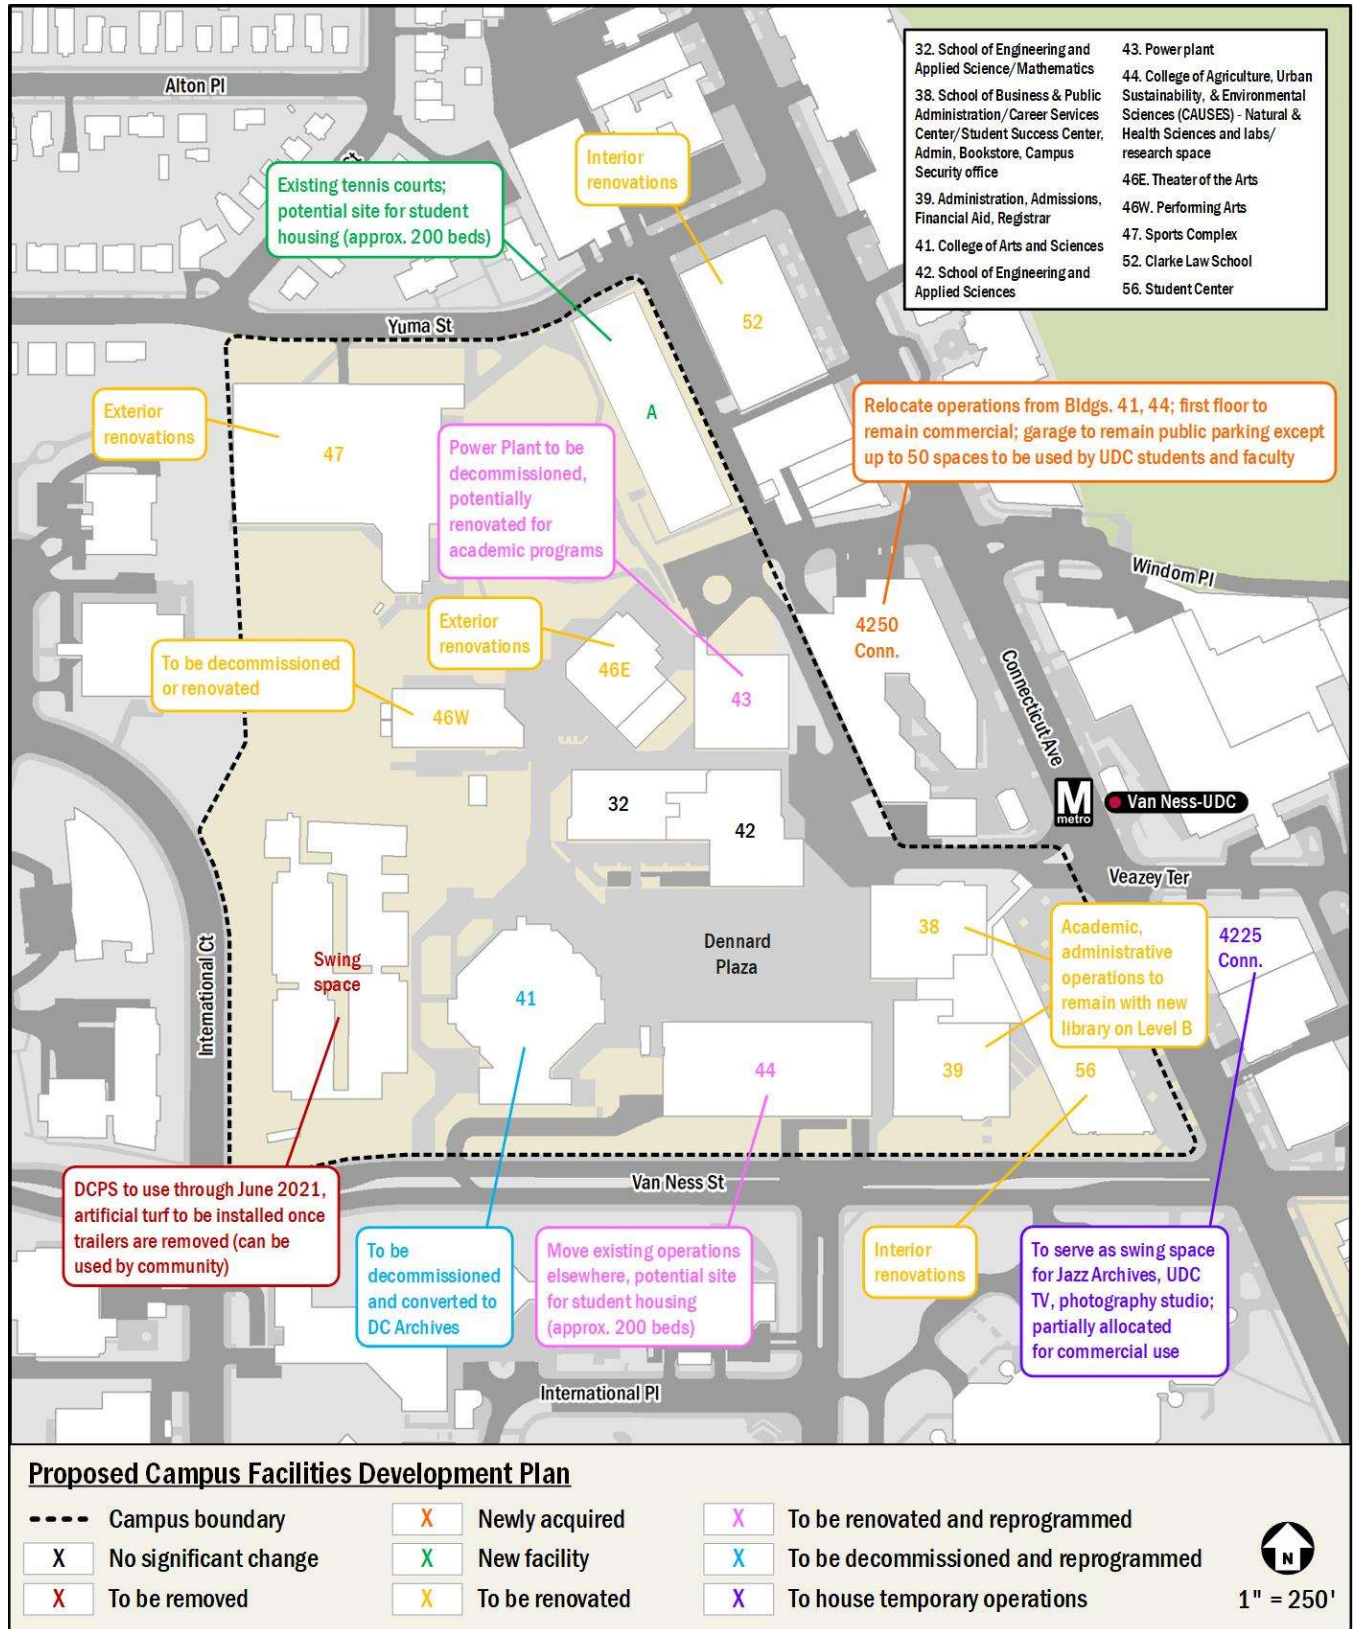 Alton Pl
st
32. School of Engineering and
Applied Science/Mathematics
38. School of Business & Public
Administration/Career Services
Center/Student Success Center,
Admin, Bookstore, Campus
Security office
39. Administration, Admissions,
Financial Aid, Registrar
41. College of Arts and Sciences
42. School of Engineering and
Applied Sciences
43. Power plant
44. College of Agriculture, Urban
Sustainability, & Environmental
Sciences (CAUSES) - Natural &
Health Sciences and labs/
research space
46E. Theater of the Arts
46W. Performing Arts
47. Sports Complex
52. Clarke Law School
56. Student Center
Existing tennis courts;
potential site for student
housing (approx. 200 beds)
Interior
renovations
Yuma St
52
A
Exterior
renovations
47
Power Plant to be
decommissioned,
potentially
renovated for
academic programs
Relocate operations from Bldgs. 41, 44; first floor to
remain commercial; garage to remain public parking except
up to 50 spaces to be used by UDC students and faculty
Windom Pl
Exterior
renovations
46E
4250
Conn.
To be decommissioned
or renovated
46W
43
Connecticut Ave
M
metro
Van Ness-UDC
32
42
Veazey Ter
International Ct
Swing
space
41
Dennard
Plaza
38
Academic,
administrative
operations to
remain with new
library on Level B
4225
Conn.
44
39
56
Van Ness St
DCPS to use through June 2021,
artificial turf to be installed once
trailers are removed (can be
used by community)
To be
decommissioned
and converted to
DC Archives
Move existing operations
elsewhere, potential site
for student housing
(approx. 200 beds)
Interior
renovations
To serve as swing space
for Jazz Archives, UDC
TV, photography studio;
partially allocated
for commercial use
International Pl
Proposed Campus Facilities Development Plan
Campus boundary
X No significant change
X To be removed
X Newly acquired
X New facility
X To be renovated
X To be renovated and reprogrammed
X To be decommissioned and reprogrammed
X To house temporary operations
N
1" = 250'